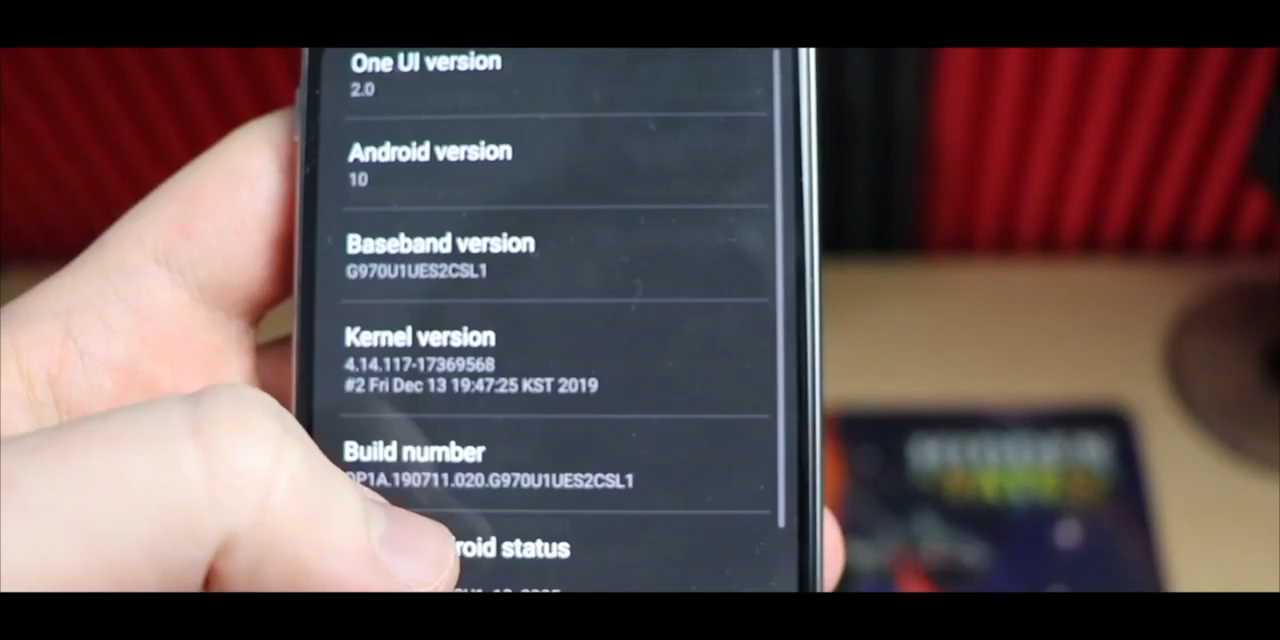 One UI version
2.0
Android version
10
Baseband version
G970U1UES2CSL1
Kernel version
4.14.117-17369568
#2 Fri Dec 13 19:47:25 KST 2019
Build number
P1A.190711.020.G970U1UES2CSL1
roid status